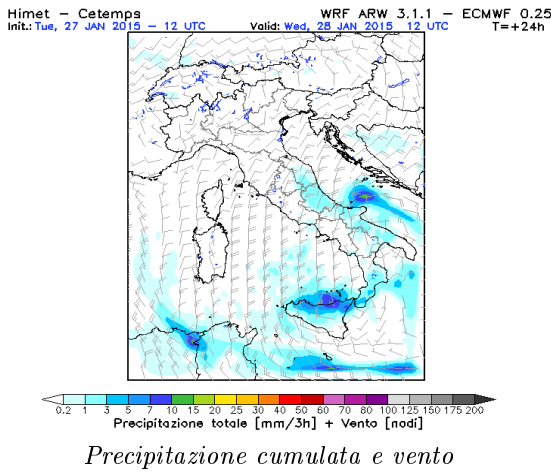 Himet – Cetemps WRF ARW 3.1.1 – ECMWF 0.25
Init.: Tue, 27 JAN 2015 – 12 UTC Valid: Wed, 28 JAN 2015 12 UTC T=+24h
0.2 1 3 5 7 10 15 20 25 30 40 50 60 70 80 100 125 150 175 200
Precipitazione totale [mm/3h] + Vento [nodi]
Precipitazione cumulata e vento